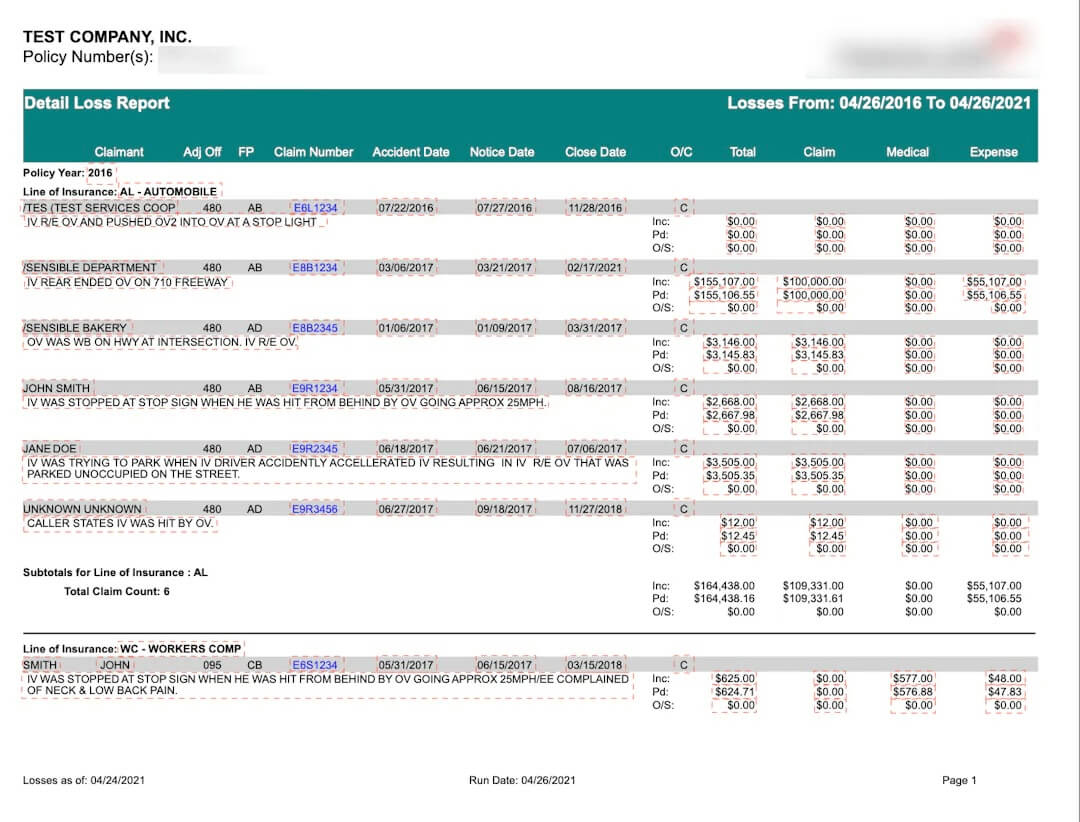 TEST COMPANY, INC.
Policy Number(s):
Detail Loss Report Losses From: 04/26/2016 To 04/26/2021
Claimant Adj Off FP Claim Number Accident Date Notice Date Close Date O/C Total Claim Medical Expense
Policy Year: 2016
Line of Insurance: AL - AUTOMOBILE
/TES (TEST SERVICES COOP 480 AB E6L1234 07/22/2016 07/27/2016 11/28/2016 C
IV R/E OV AND PUSHED OV2 INTO OV AT A STOP LIGHT Inc: $0.00 $0.00 $0.00 $0.00
Pd: $0.00 $0.00 $0.00 $0.00
O/S: $0.00 $0.00 $0.00 $0.00
/SENSIBLE DEPARTMENT 480 AB E8B1234 03/06/2017 03/21/2017 02/17/2021 C
IV REAR ENDED OV ON 710 FREEWAY Inc: $155,107.00 $100,000.00 $0.00 $55,107.00
Pd: $155,106.55 $100,000.00 $0.00 $55,106.55
O/S: $0.00 $0.00 $0.00 $0.00
/SENSIBLE BAKERY 480 AD E8B2345 01/06/2017 01/09/2017 03/31/2017 C
OV WAS WB ON HWY AT INTERSECTION. IV R/E OV. Inc: $3,146.00 $3,146.00 $0.00 $0.00
Pd: $3,145.83 $3,145.83 $0.00 $0.00
O/S: $0.00 $0.00 $0.00 $0.00
JOHN SMITH 480 AB E9R1234 05/31/2017 06/15/2017 08/16/2017 C
IV WAS STOPPED AT STOP SIGN WHEN HE WAS HIT FROM BEHIND BY OV GOING APPROX 25MPH. Inc: $2,668.00 $2,668.00 $0.00 $0.00
Pd: $2,667.98 $2,667.98 $0.00 $0.00
O/S: $0.00 $0.00 $0.00 $0.00
JANE DOE 480 AD E9R2345 06/18/2017 06/21/2017 07/06/2017 C
IV WAS TRYING TO PARK WHEN IV DRIVER ACCIDENTLY ACCELLERATED IV RESULTING IN IV R/E OV THAT WAS Inc: $3,505.00 $3,505.00 $0.00 $0.00
PARKED UNOCCUPIED ON THE STREET. Pd: $3,505.35 $3,505.35 $0.00 $0.00
O/S: $0.00 $0.00 $0.00 $0.00
UNKNOWN UNKNOWN 480 AD E9R3456 06/27/2017 09/18/2017 11/27/2018 C
CALLER STATES IV WAS HIT BY OV. Inc: $12.00 $12.00 $0.00 $0.00
Pd: $12.45 $12.45 $0.00 $0.00
O/S: $0.00 $0.00 $0.00 $0.00
Subtotals for Line of Insurance : AL
Total Claim Count: 6 Inc: $164,438.00 $109,331.00 $0.00 $55,107.00
Pd: $164,438.16 $109,331.61 $0.00 $55,106.55
O/S: $0.00 $0.00 $0.00 $0.00
Line of Insurance: WC - WORKERS COMP
SMITH JOHN 095 CB E6S1234 05/31/2017 06/15/2017 03/15/2018 C
IV WAS STOPPED AT STOP SIGN WHEN HE WAS HIT FROM BEHIND BY OV GOING APPROX 25MPH/EE COMPLAINED Inc: $625.00 $0.00 $577.00 $48.00
OF NECK & LOW BACK PAIN. Pd: $624.71 $0.00 $576.88 $47.83
O/S: $0.00 $0.00 $0.00 $0.00
Losses as of: 04/24/2021 Run Date: 04/26/2021 Page 1